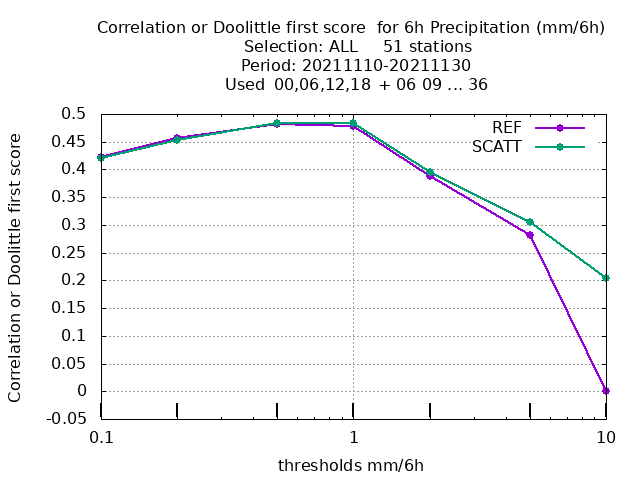 Correlation or Doolittle first score  for 6h Precipitation (mm/6h)
Selection: ALL     51 stations
Period: 20211110-20211130
Used  00,06,12,18  + 06 09 ... 36
REF
SCATT
0.5
0.45
0.4
0.35
0.3
0.25
0.2
0.15
0.1
0.05
0
-0.05
Correlation or Doolittle first score
0.1 1 10
thresholds mm/6h